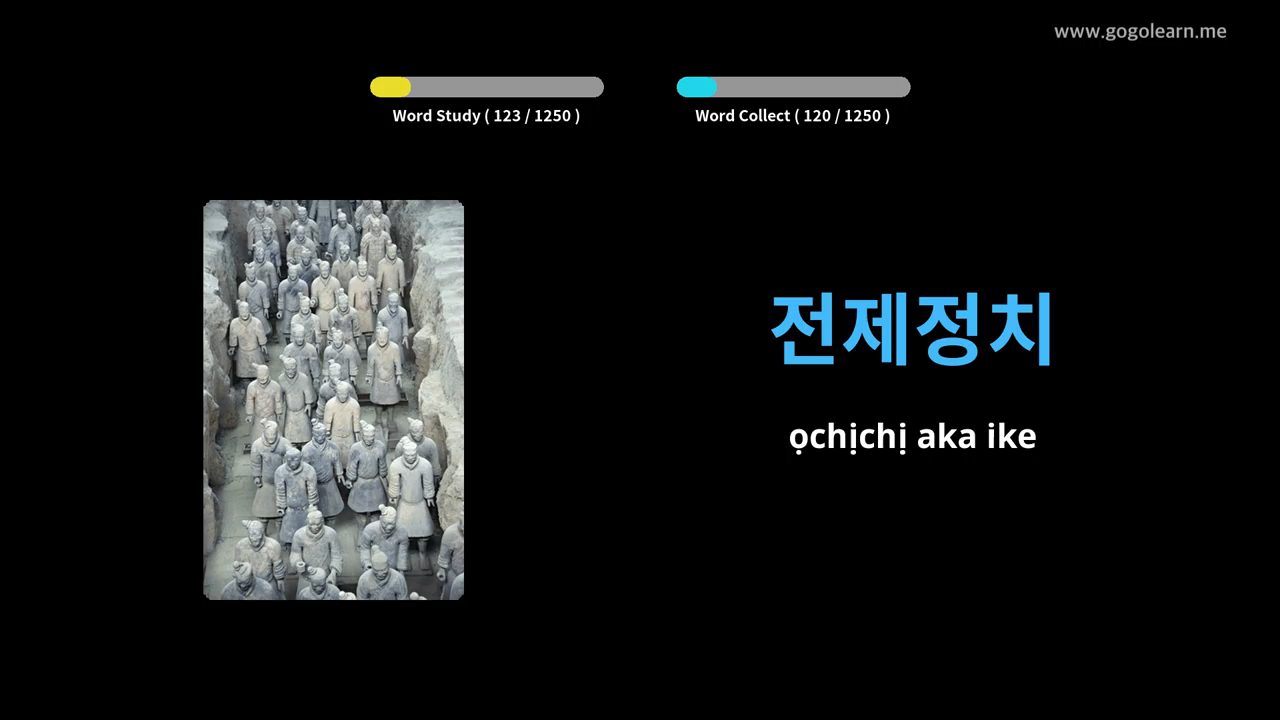 www.gogolearn.me
Word Study ( 123 / 1250 )
Word Collect ( 120 / 1250 )
전제정치
ọchịchị aka ike